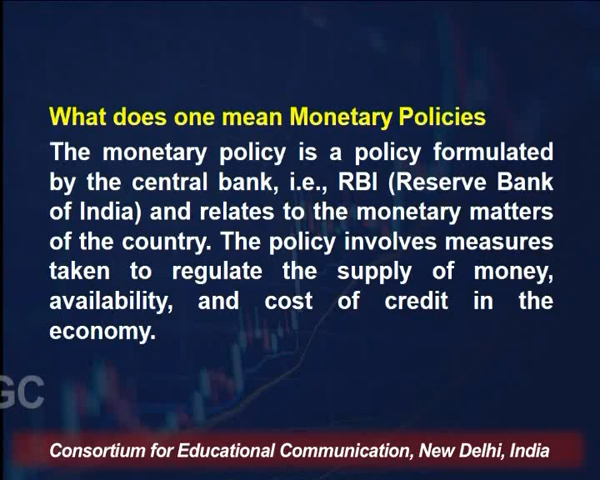 What does one mean Monetary Policies
The monetary policy is a policy formulated
by the central bank, i.e., RBI (Reserve Bank
of India) and relates to the monetary matters
of the country. The policy involves measures
taken to regulate the supply of money,
availability, and cost of credit in the
economy.
GC
Consortium for Educational Communication, New Delhi, India